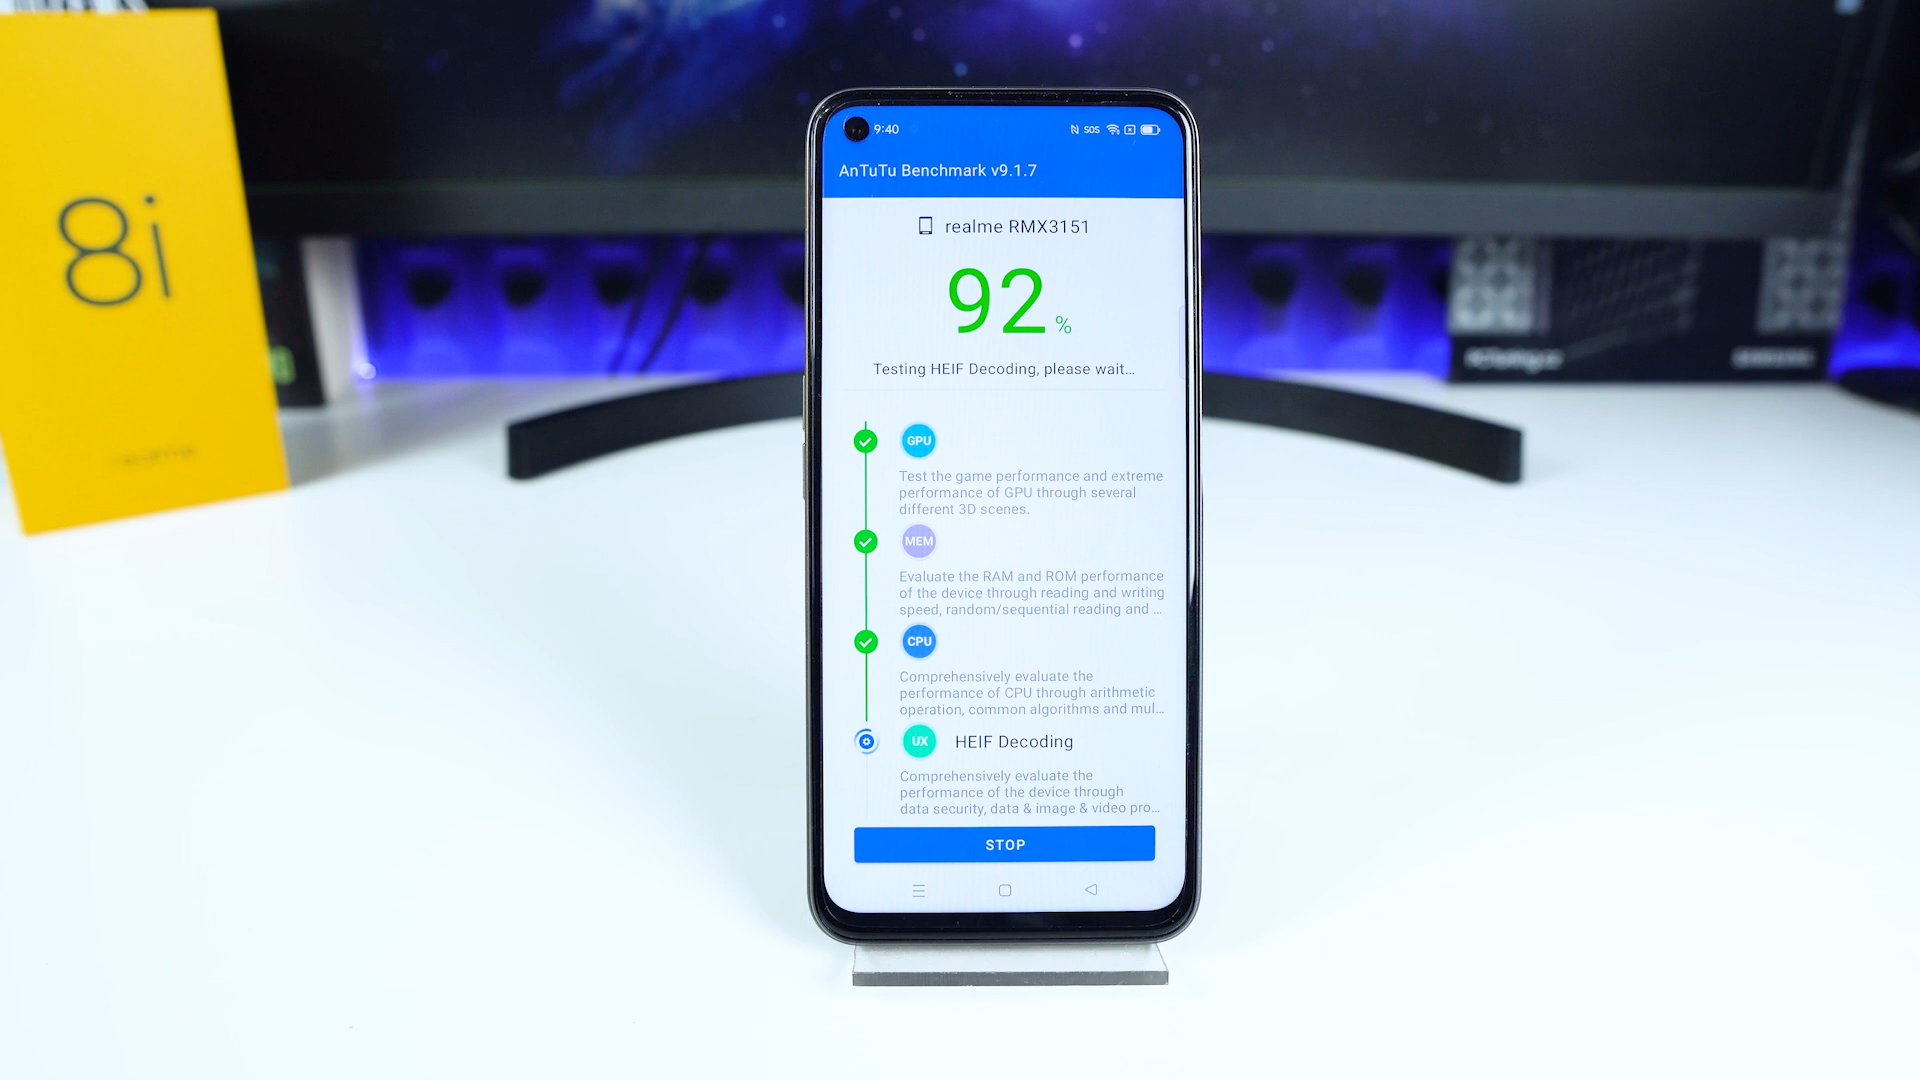 8i
realme
9:40
SOS
AnTuTu Benchmark v9.1.7
realme RMX3151
92 %
Testing HEIF Decoding, please wait...
GPU
Test the game performance and extreme
performance of GPU through several
different 3D scenes.
MEM
Evaluate the RAM and ROM performance
of the device through reading and writing
speed, random/sequential reading and ...
CPU
Comprehensively evaluate the
performance of CPU through arithmetic
operation, common algorithms and mul...
UX HEIF Decoding
Comprehensively evaluate the
performance of the device through
data security, data & image & video pro...
STOP